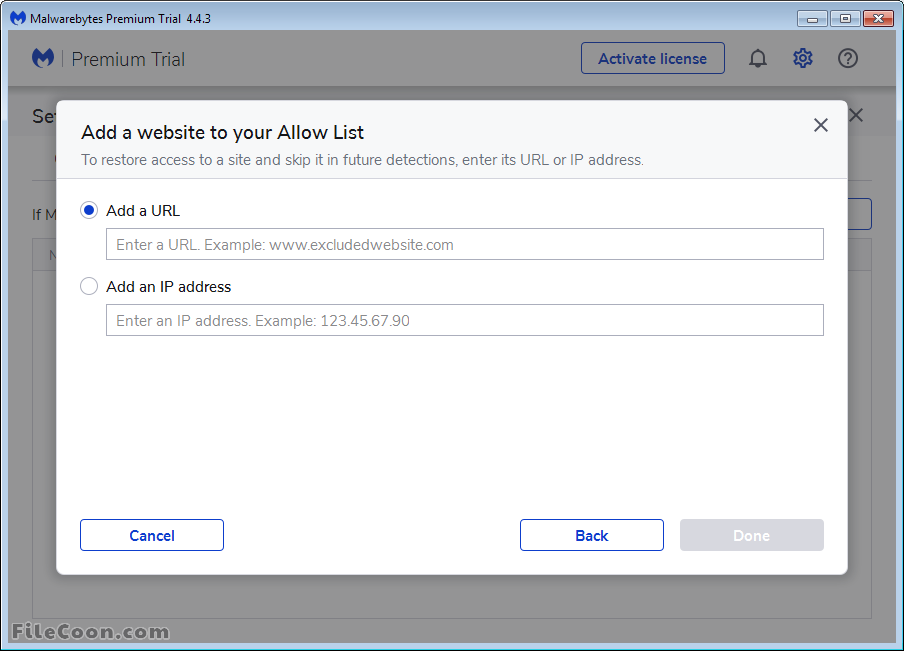 Malwarebytes Premium Trial 4.4.3
Premium Trial
Activate license
Se
Add a website to your Allow List
To restore access to a site and skip it in future detections, enter its URL or IP address.
If M
Add a URL
Enter a URL. Example: www.excludedwebsite.com
N
Add an IP address
Enter an IP address. Example: 123.45.67.90
Cancel
Back
Done
FileCoon.com